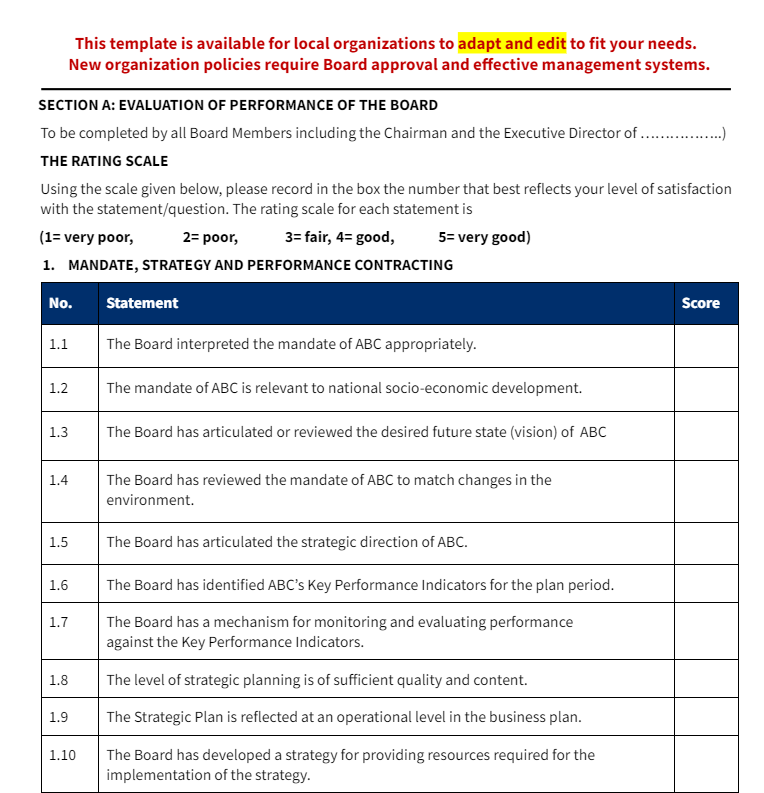 This template is available for local organizations to adapt and edit to fit your needs.
New organization policies require Board approval and effective management systems.
SECTION A: EVALUATION OF PERFORMANCE OF THE BOARD
To be completed by all Board Members including the Chairman and the Executive Director of ……………..)
THE RATING SCALE
Using the scale given below, please record in the box the number that best reflects your level of satisfaction
with the statement/question. The rating scale for each statement is
(1= very poor, 2= poor, 3= fair, 4= good, 5= very good)
1. MANDATE, STRATEGY AND PERFORMANCE CONTRACTING
No. Statement Score
1.1 The Board interpreted the mandate of ABC appropriately.
1.2 The mandate of ABC is relevant to national socio-economic development.
1.3 The Board has articulated or reviewed the desired future state (vision) of ABC
1.4 The Board has reviewed the mandate of ABC to match changes in the
environment.
1.5 The Board has articulated the strategic direction of ABC.
1.6 The Board has identified ABC’s Key Performance Indicators for the plan period.
1.7 The Board has a mechanism for monitoring and evaluating performance
against the Key Performance Indicators.
1.8 The level of strategic planning is of sufficient quality and content.
1.9 The Strategic Plan is reflected at an operational level in the business plan.
1.10 The Board has developed a strategy for providing resources required for the
implementation of the strategy.